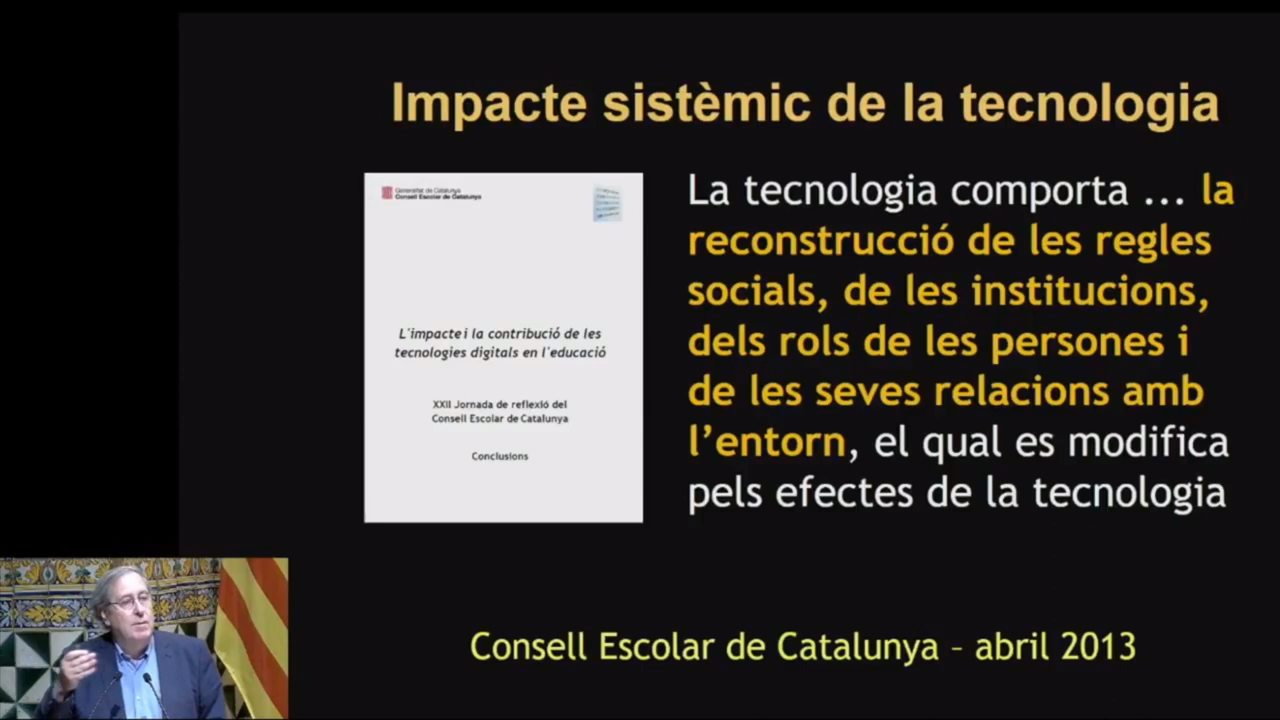 Impacte sistèmic de la tecnologia
Generalitat de Catalunya
Consell Escolar de Catalunya
L'impacte i la contribució de les
tecnologies digitals en l'educació
XXII Jornada de reflexió del
Consell Escolar de Catalunya
Conclusions
La tecnologia comporta ... la
reconstrucció de les regles
socials, de les institucions,
dels rols de les persones i
de les seves relacions amb
l’entorn, el qual es modifica
pels efectes de la tecnologia
Consell Escolar de Catalunya – abril 2013